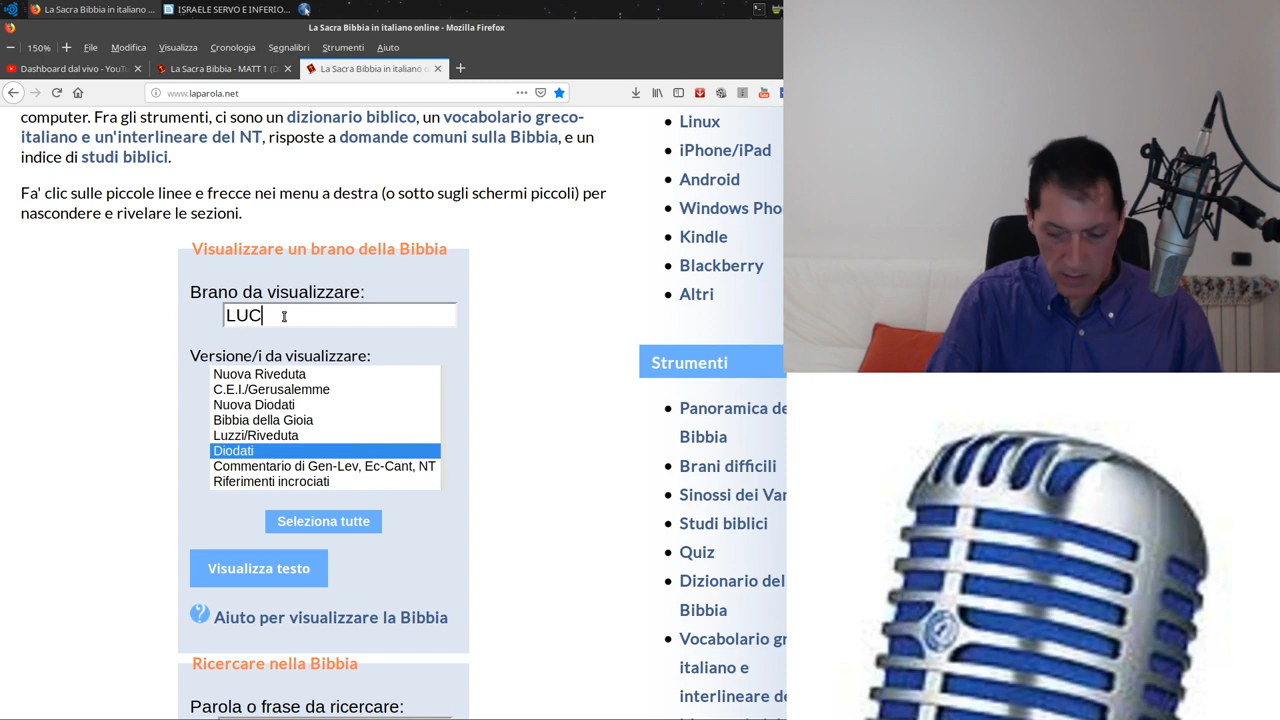 La Sacra Bibbia in italiano ...
ISRAELE SERVO E INFERIO...
La Sacra Bibbia in italiano online - Mozilla Firefox
150%
File Modifica Visualizza Cronologia Segnalibri Strumenti Aiuto
Dashboard dal vivo - YouTu
La Sacra Bibbia - MATT 1 (D
La Sacra Bibbia in italiano o
www.laparola.net
computer. Fra gli strumenti, ci sono un dizionario biblico, un vocabolario greco-
italiano e un'interlineare del NT, risposte a domande comuni sulla Bibbia, e un
indice di studi biblici.
Fa' clic sulle piccole linee e frecce nei menu a destra (o sotto sugli schermi piccoli) per
nascondere e rivelare le sezioni.
Visualizzare un brano della Bibbia
Brano da visualizzare:
LUC
Versione/i da visualizzare:
Nuova Riveduta
C.E.I./Gerusalemme
Nuova Diodati
Bibbia della Gioia
Luzzi/Riveduta
Diodati
Commentario di Gen-Lev, Ec-Cant, NT
Riferimenti incrociati
Seleziona tutte
Visualizza testo
? Aiuto per visualizzare la Bibbia
Ricercare nella Bibbia
Parola o frase da ricercare:
Linux
iPhone/iPad
Android
Windows Pho
Kindle
Blackberry
Altri
Strumenti
Panoramica de
Bibbia
Brani difficili
Sinossi dei Van
Studi biblici
Quiz
Dizionario del
Bibbia
Vocabolario gr
italiano e
interlineare de